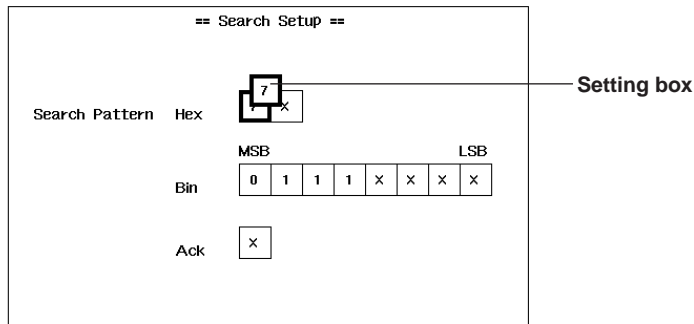 == Search Setup ==
7
Setting box
Search Pattern Hex X
MSB LSB
Bin 0 1 1 1 X X X X
Ack X